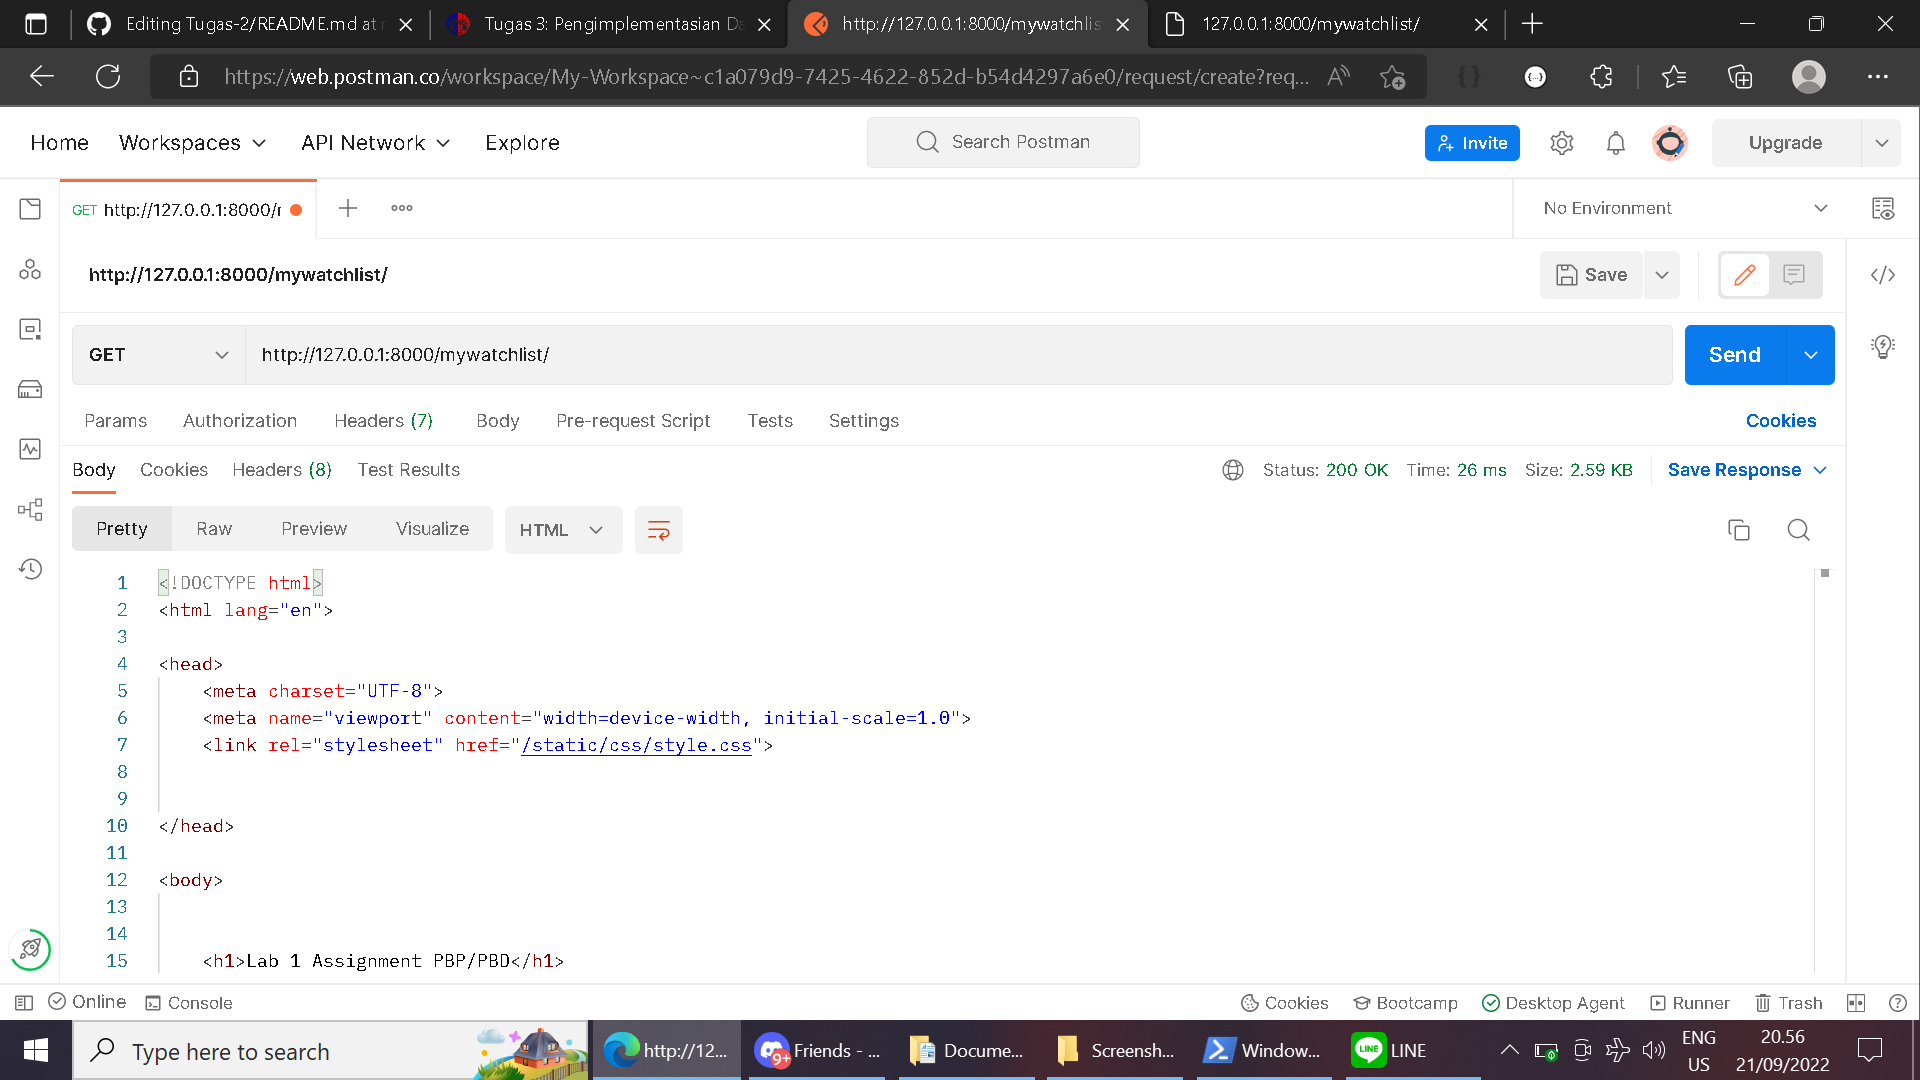 Editing Tugas-2/README.md at r
Tugas 3: Pengimplementasian Da
http://127.0.0.1:8000/mywatchlis
127.0.0.1:8000/mywatchlist/
https://web.postman.co/workspace/My-Workspace~c1a079d9-7425-4622-852d-b54d4297a6e0/request/create?req...
Home Workspaces API Network Explore
Search Postman
Invite
Upgrade
GET http://127.0.0.1:8000/r
No Environment
http://127.0.0.1:8000/mywatchlist/
Save
GET http://127.0.0.1:8000/mywatchlist/
Send
Params Authorization Headers (7) Body Pre-request Script Tests Settings Cookies
Body Cookies Headers (8) Test Results Status: 200 OK Time: 26 ms Size: 2.59 KB Save Response
Pretty Raw Preview Visualize HTML
1 <!DOCTYPE html>
2 <html lang="en">
3
4 <head>
5 <meta charset="UTF-8">
6 <meta name="viewport" content="width=device-width, initial-scale=1.0">
7 <link rel="stylesheet" href="/static/css/style.css">
8
9
10 </head>
11
12 <body>
13
14
15 <h1>Lab 1 Assignment PBP/PBD</h1>
Online Console Cookies Bootcamp Desktop Agent Runner Trash
Type here to search
http://12...
9+ Friends - ...
Docume...
Screensh...
Window...
LINE LINE
ENG
US
20.56
21/09/2022